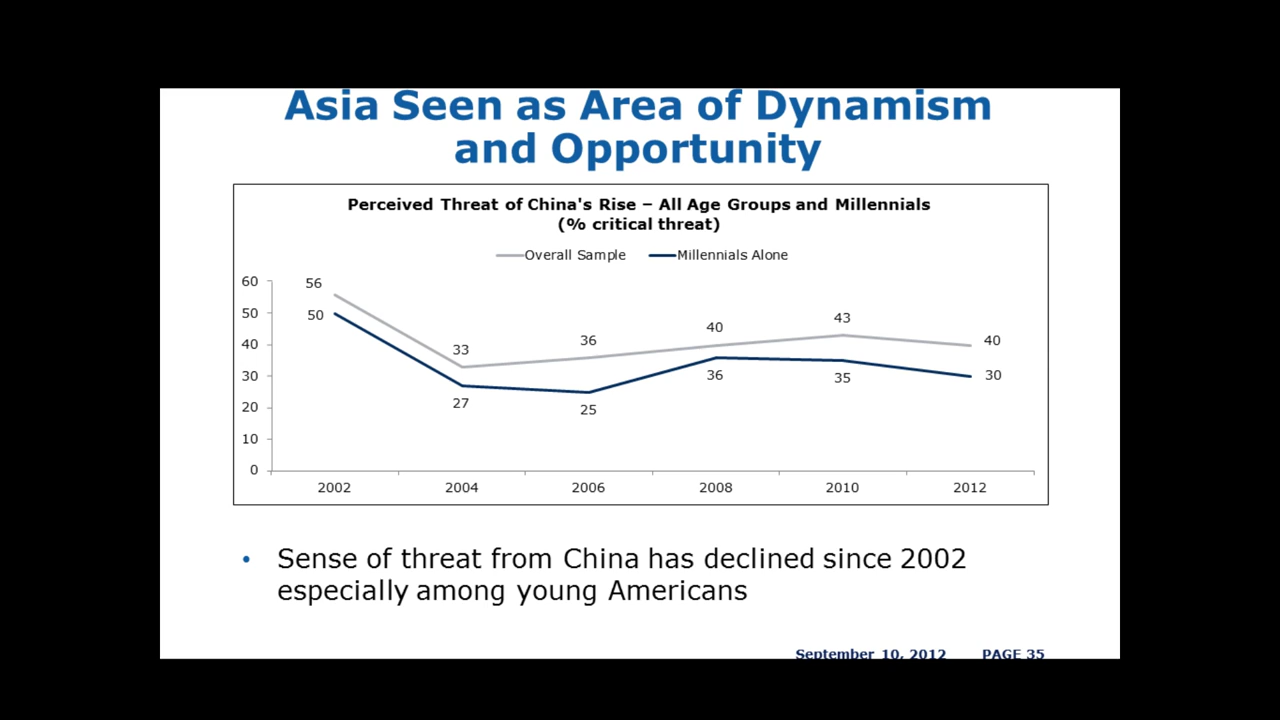 Asia Seen as Area of Dynamism
and Opportunity
Perceived Threat of China's Rise – All Age Groups and Millennials
(% critical threat)
Overall Sample Millennials Alone
60
50
40
30
20
10
0
56
50
33
27
36
25
40
36
43
35
40
30
2002 2004 2006 2008 2010 2012
• Sense of threat from China has declined since 2002
especially among young Americans
September 10, 2012 PAGE 35